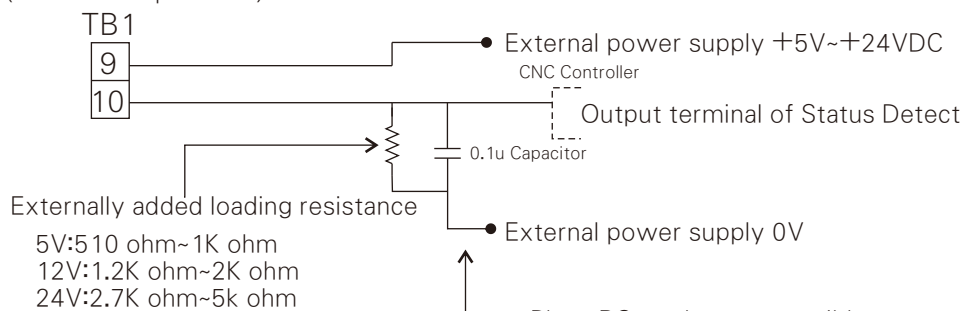 TB1
9
External power supply +5V~+24VDC
CNC Controller
10
Output terminal of Status Detect
0.1u Capacitor
Externally added loading resistance
5V:510 ohm~1K ohm
External power supply 0V
12V:1.2K ohm~2K ohm
24V:2.7K ohm~5k ohm